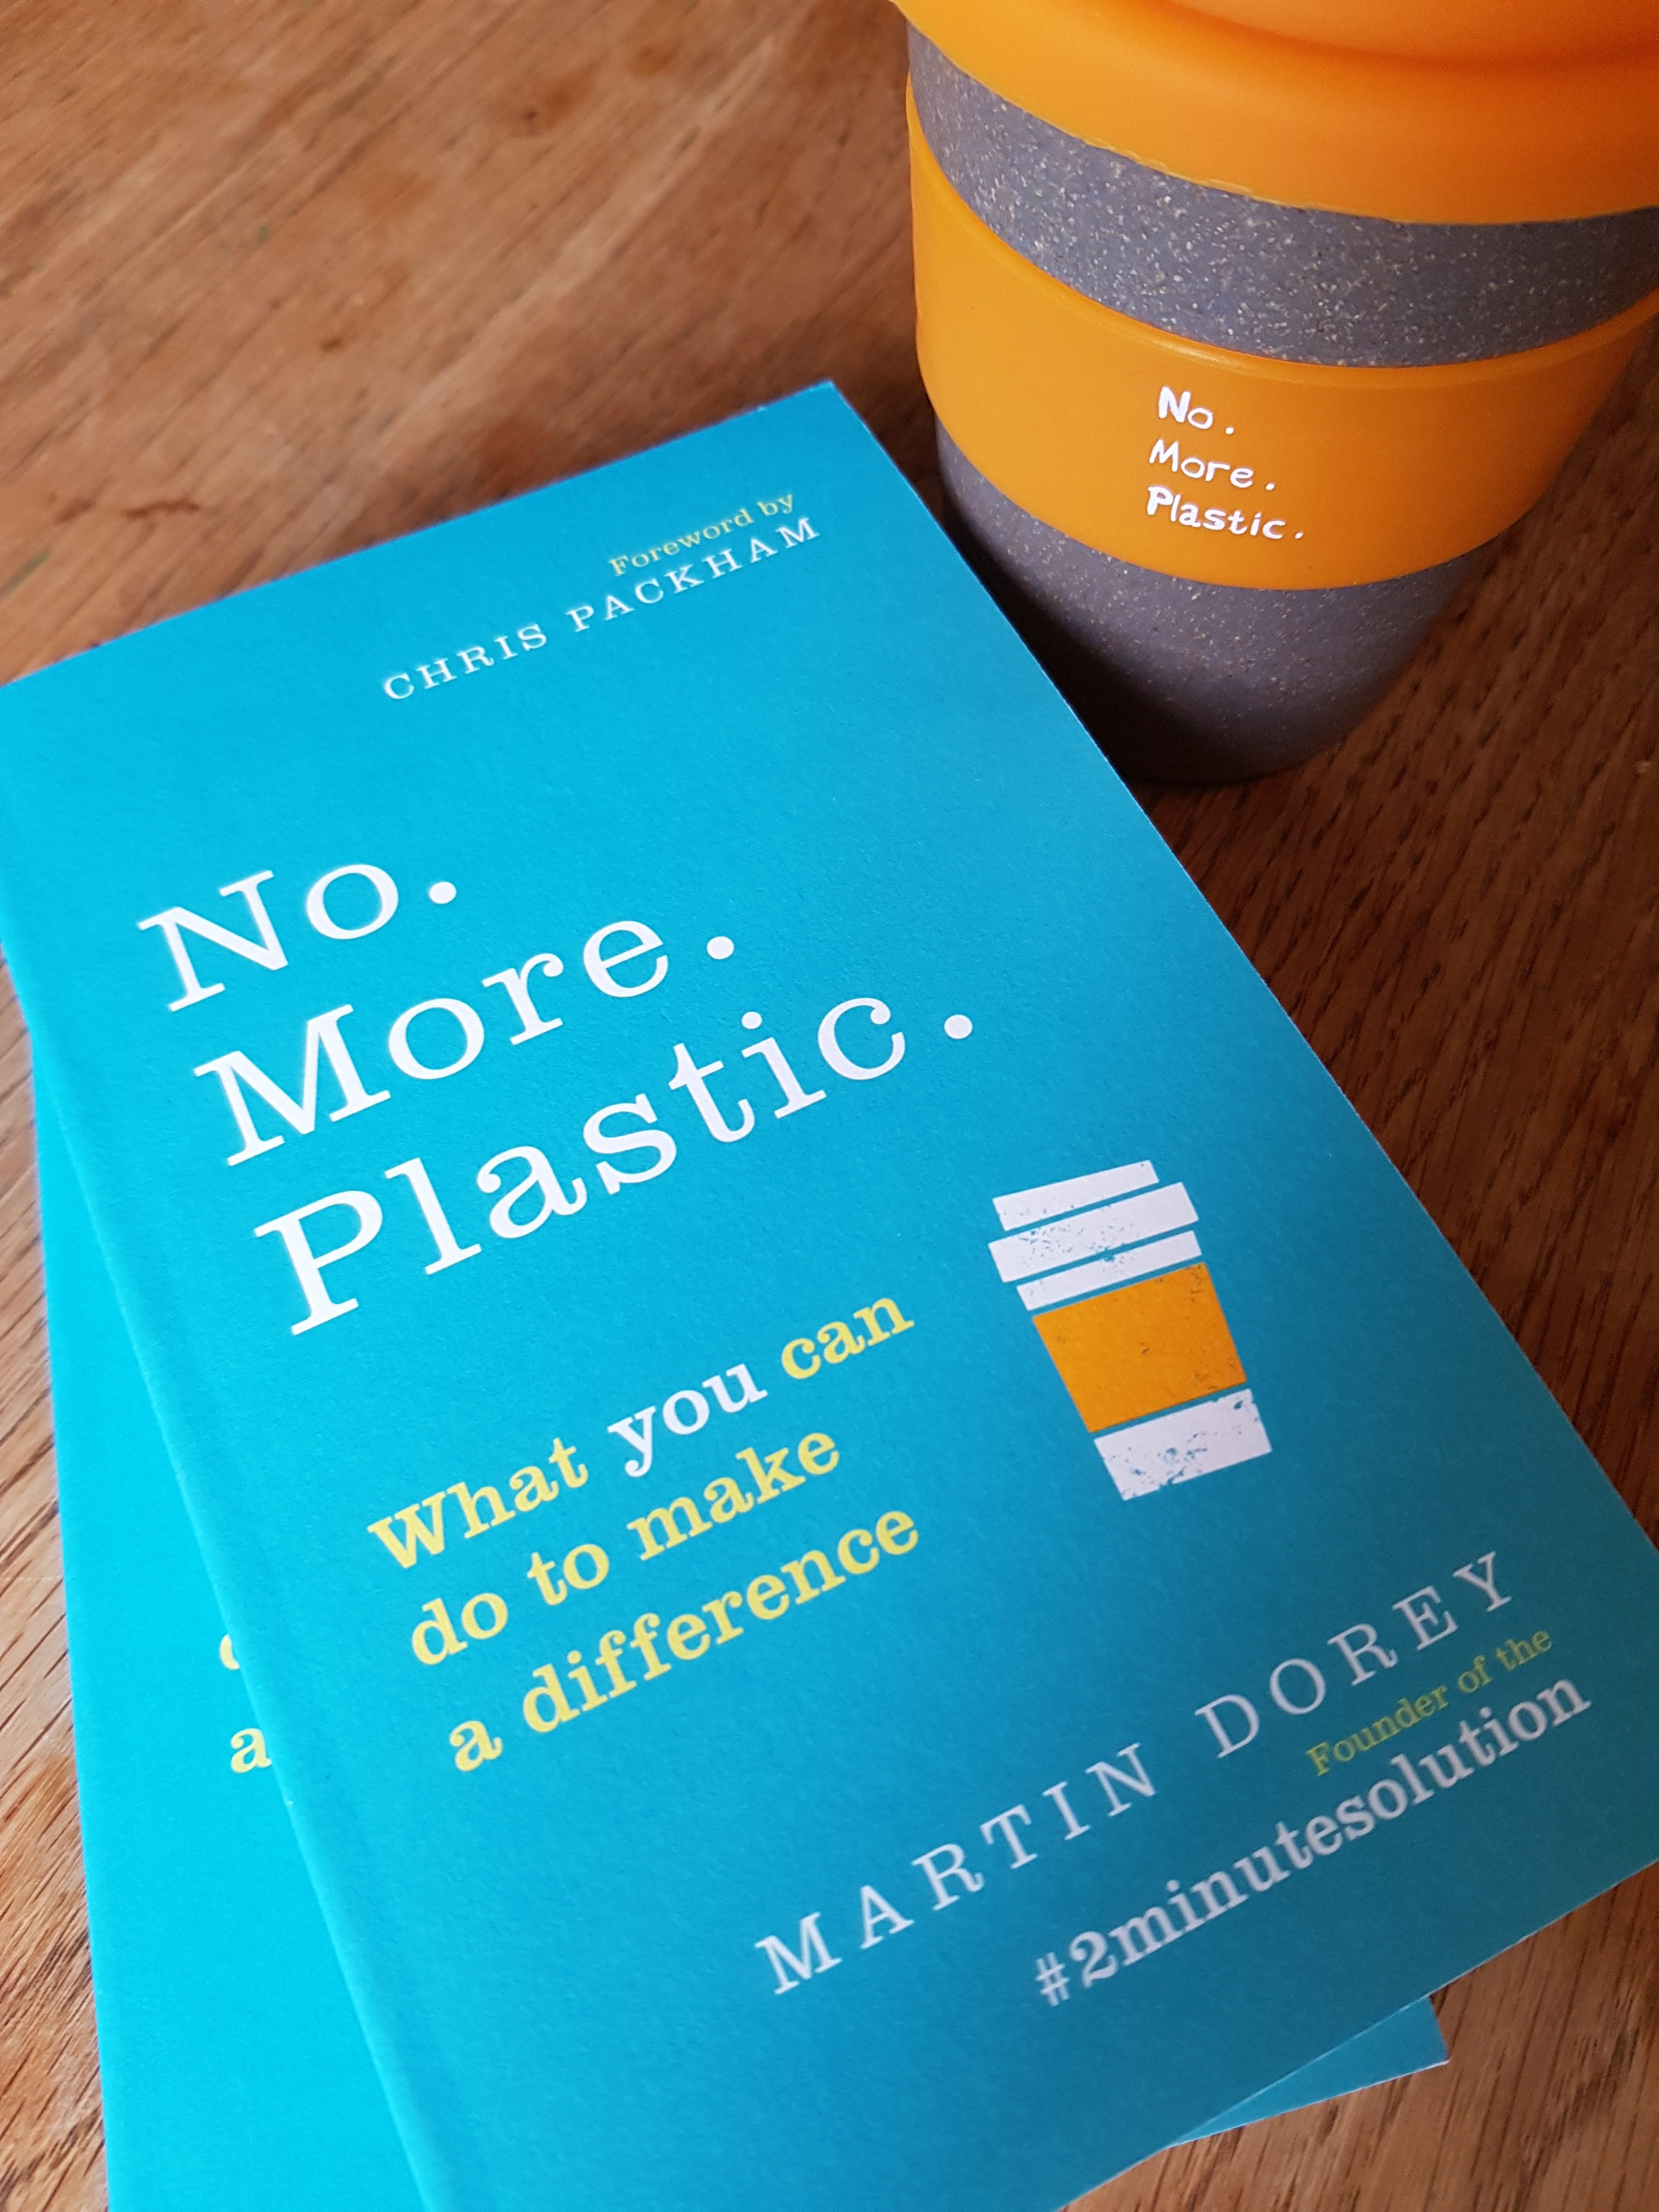 No.
More.
Plastic.
Foreword by
CHRIS PACKHAM
No.
More.
Plastic.
What you can
do to make
a difference
MARTIN DOREY
Founder of the
#2minutesolution
a